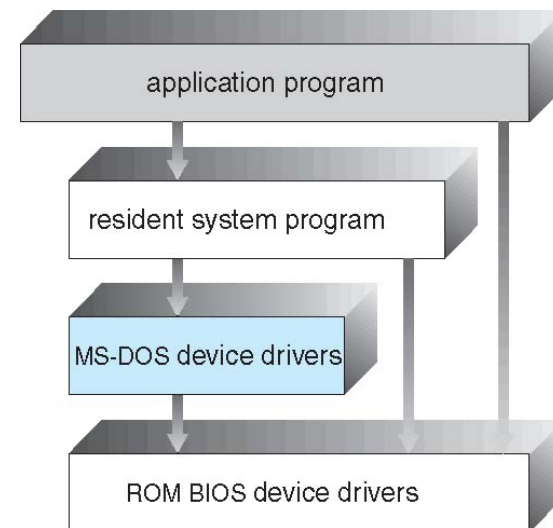 application program
resident system program
MS-DOS device drivers
ROM BIOS device drivers